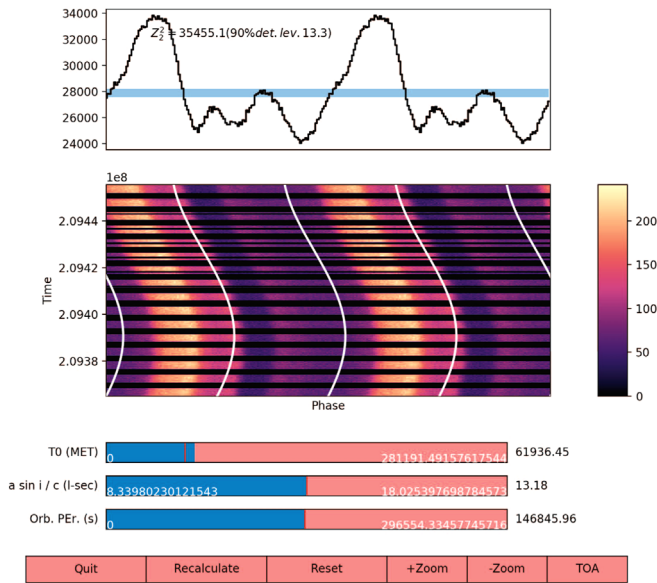 34000
32000
30000
28000
26000
24000
Z_2^2 = 35455.1(90%det. lev. 13.3)
1e8
2.0944
2.0942
2.0940
2.0938
Time
Phase
200
150
100
50
0
T0 (MET) 0 281191.49157617544 61936.45
a sin i / c (l-sec) 8.33980230121543 18.025397698784573 13.18
Orb. PEr. (s) 0 296554.33457745716 146845.96
Quit Recalculate Reset +Zoom -Zoom TOA